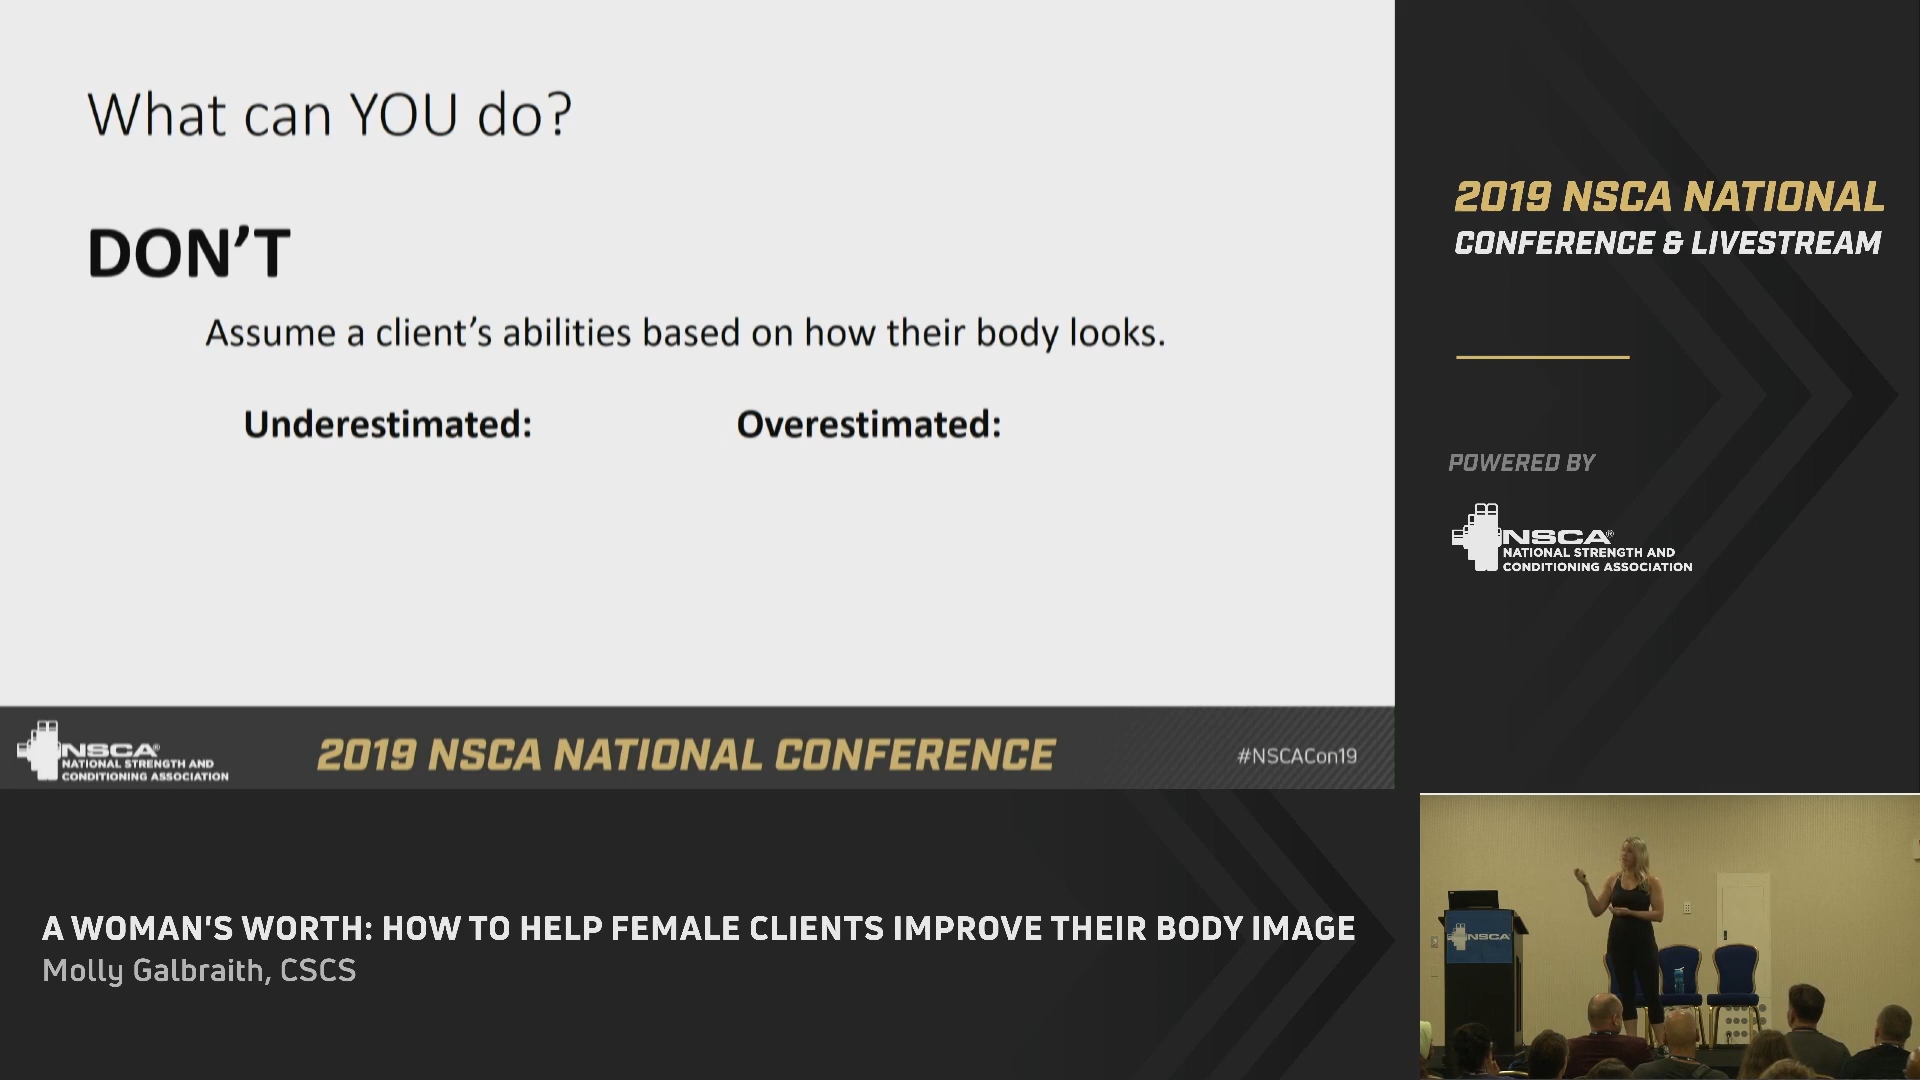 What can YOU do?
DON'T
Assume a client's abilities based on how their body looks.
Underestimated:
Overestimated:
NSCA®
NATIONAL STRENGTH AND
CONDITIONING ASSOCIATION
2019 NSCA NATIONAL CONFERENCE
#NSCACon19
2019 NSCA NATIONAL
CONFERENCE & LIVESTREAM
POWERED BY
NSCA®
NATIONAL STRENGTH AND
CONDITIONING ASSOCIATION
A WOMAN'S WORTH: HOW TO HELP FEMALE CLIENTS IMPROVE THEIR BODY IMAGE
Molly Galbraith, CSCS
NSCA